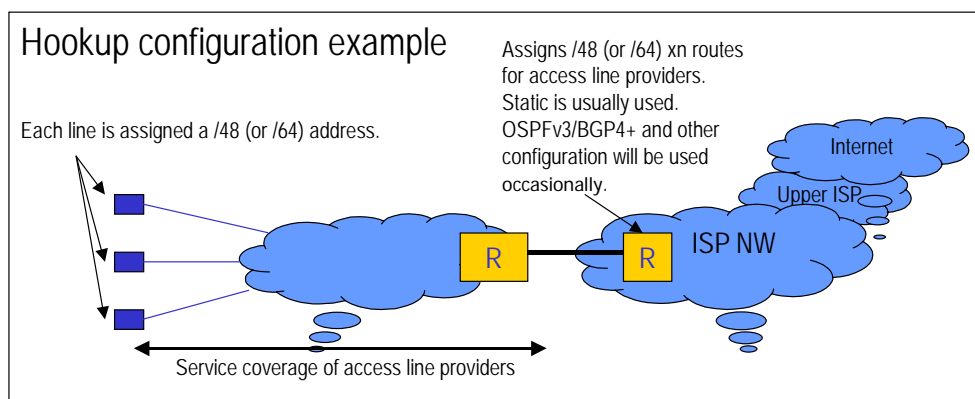 Hookup configuration example
Assigns /48 (or /64) xn routes
for access line providers.
Static is usually used.
OSPFv3/BGP4+ and other
configuration will be used
occasionally.
Each line is assigned a /48 (or /64) address.
Internet
Upper ISP
ISP NW
R
R
Service coverage of access line providers